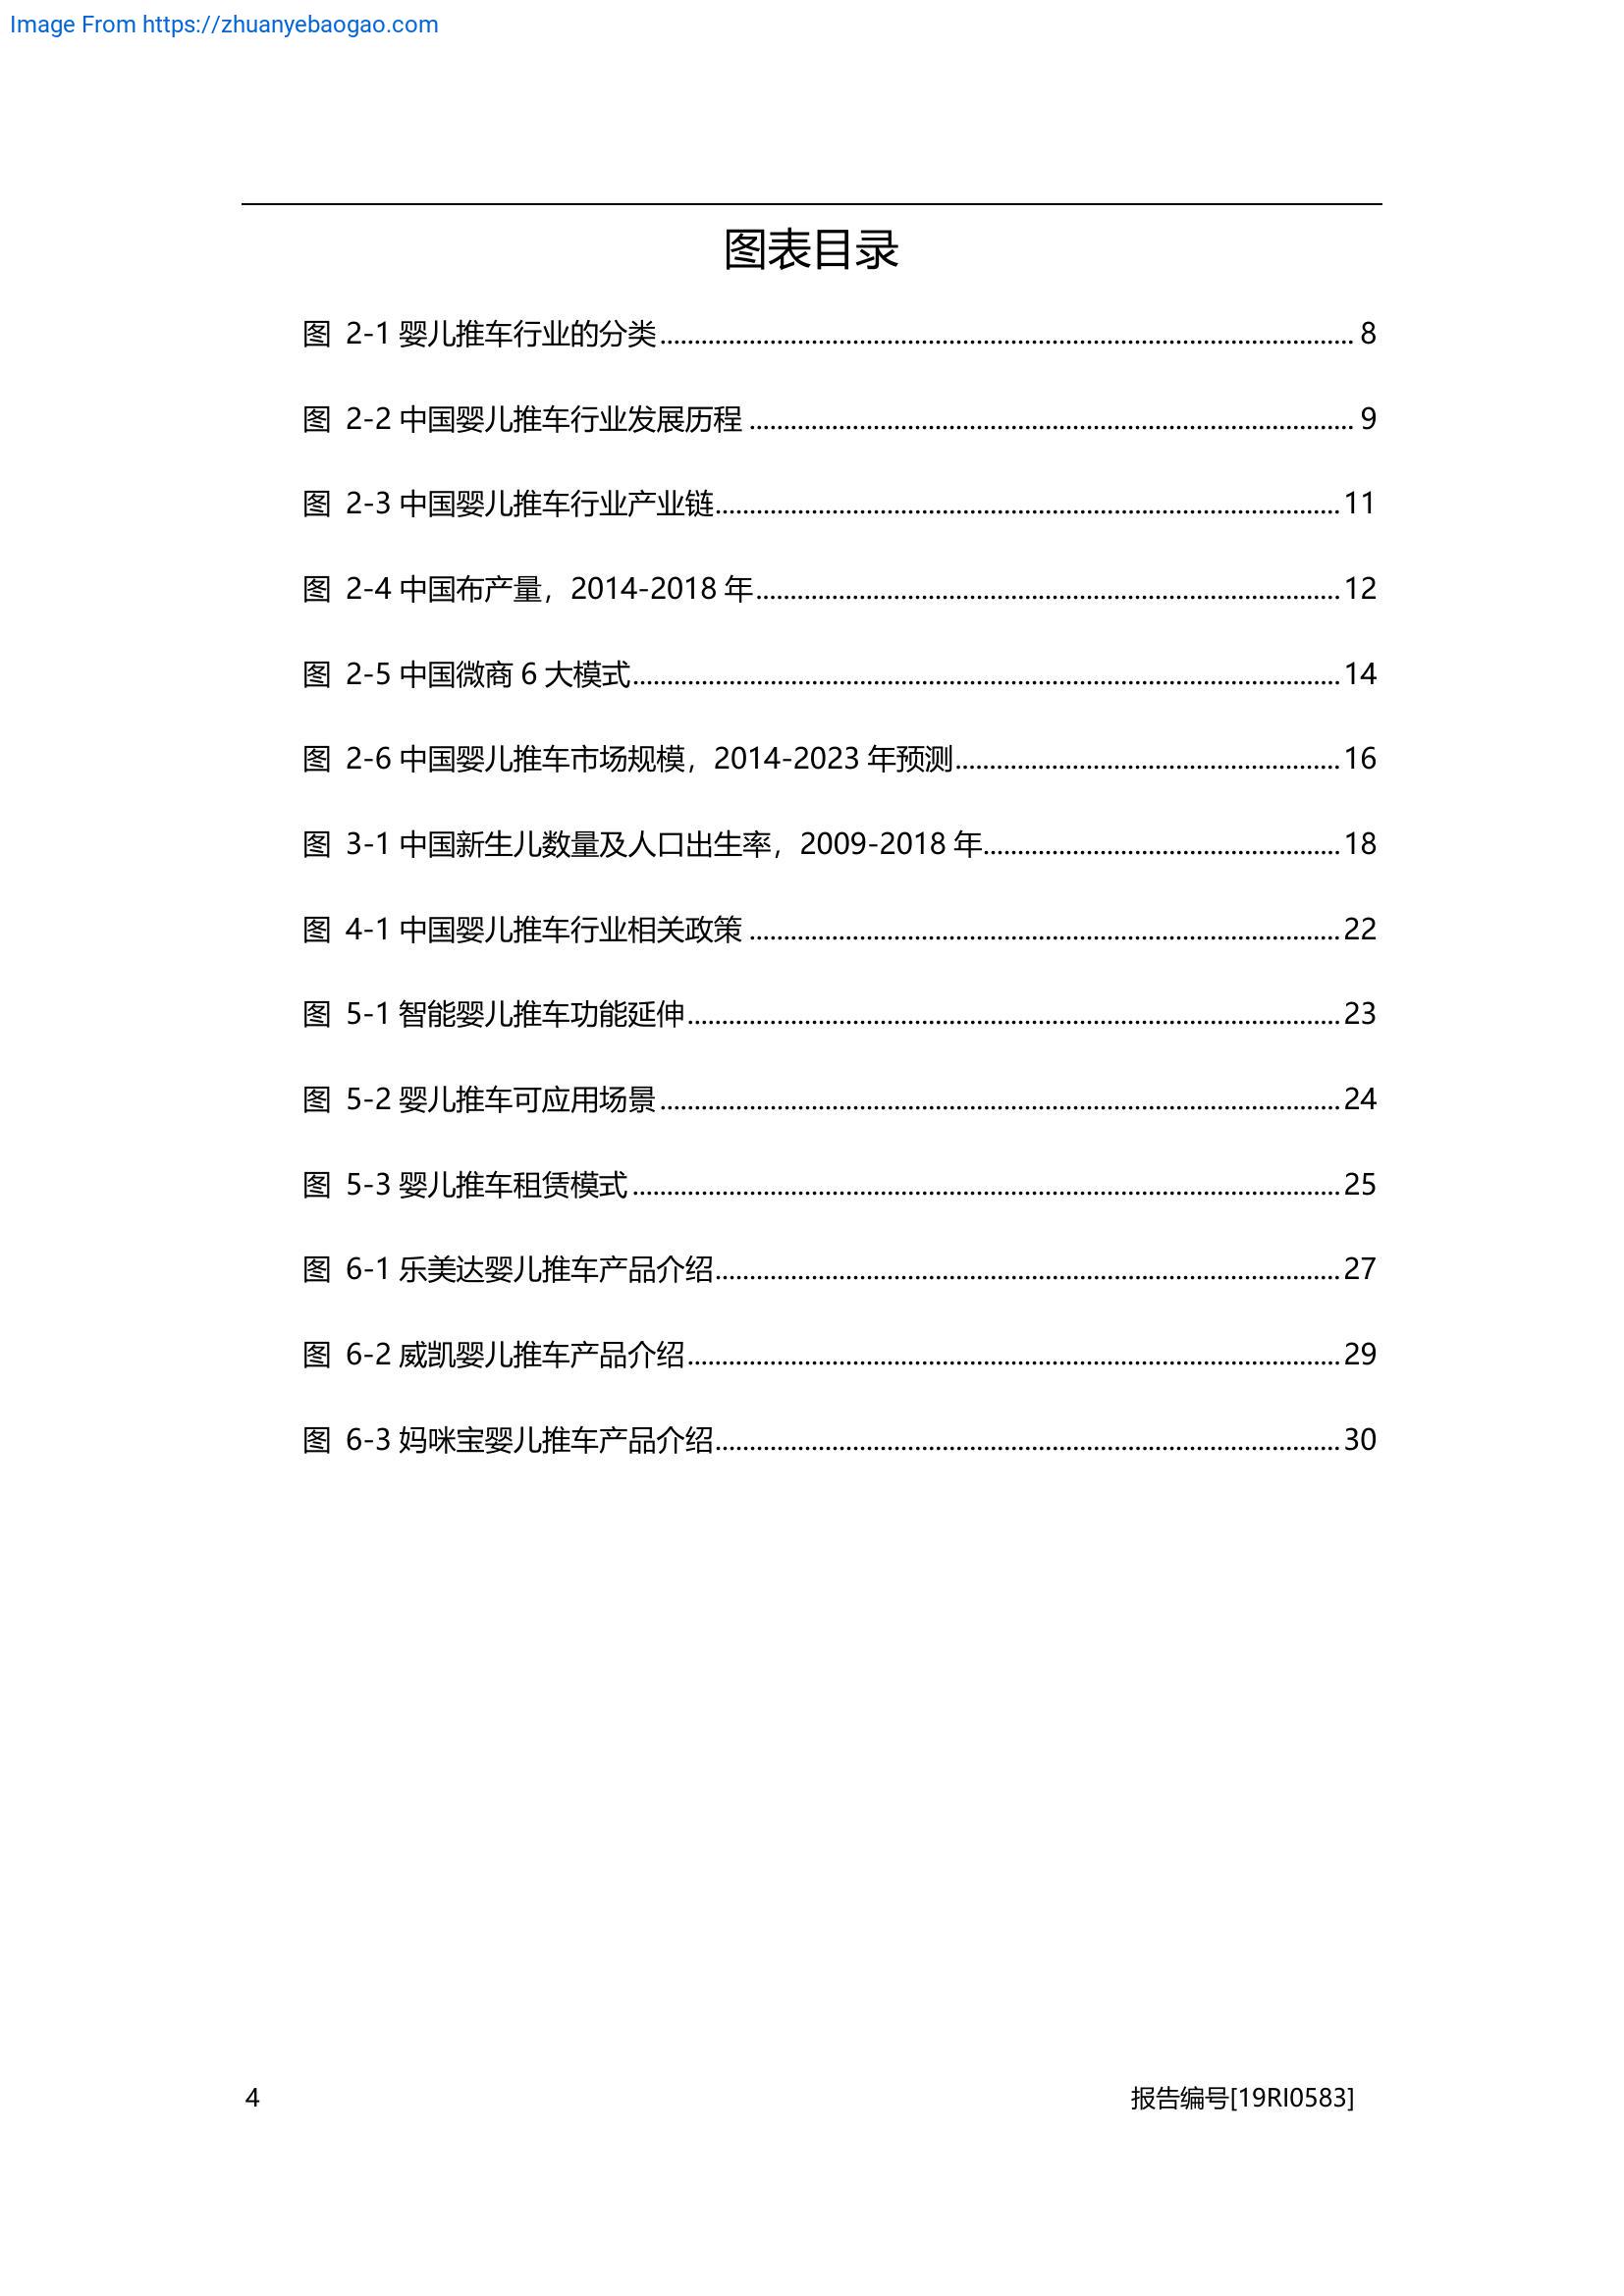 Image From https://zhuanyebaogao.com
图表目录
图 2-1 婴儿推车行业的分类 8
图 2-2 中国婴儿推车行业发展历程 9
图 2-3 中国婴儿推车行业产业链 11
图 2-4 中国布产量，2014-2018 年 12
图 2-5 中国微商 6 大模式 14
图 2-6 中国婴儿推车市场规模，2014-2023 年预测 16
图 3-1 中国新生儿数量及人口出生率，2009-2018 年 18
图 4-1 中国婴儿推车行业相关政策 22
图 5-1 智能婴儿推车功能延伸 23
图 5-2 婴儿推车可应用场景 24
图 5-3 婴儿推车租赁模式 25
图 6-1 乐美达婴儿推车产品介绍 27
图 6-2 威凯婴儿推车产品介绍 29
图 6-3 妈咪宝婴儿推车产品介绍 30
4 报告编号[19RI0583]